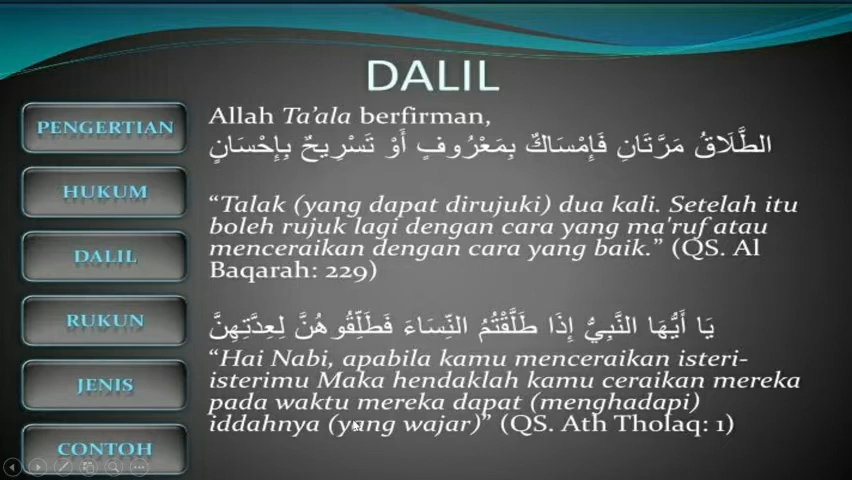 DALIL
PENGERTIAN
HUKUM
DALIL
RUKUN
JENIS
CONTOH
Allah Ta’ala berfirman,
الطَّلَاقُ مَرَّتَانِ فَإِمْسَاكٌ بِمَعْرُوفٍ أَوْ تَسْرِيحٌ بِإِحْسَانٍ
“Talak (yang dapat dirujuki) dua kali. Setelah itu
boleh rujuk lagi dengan cara yang ma'ruf atau
menceraikan dengan cara yang baik.” (QS. Al
Baqarah: 229)
يَا أَيُّهَا النَّبِيُّ إِذَا طَلَّقْتُمُ النِّسَاءَ فَطَلِّقُوهُنَّ لِعِدَّتِهِنَّ
“Hai Nabi, apabila kamu menceraikan isteri-
isterimu Maka hendaklah kamu ceraikan mereka
pada waktu mereka dapat (menghadapi)
iddahnya (yang wajar)” (QS. Ath Tholaq: 1)